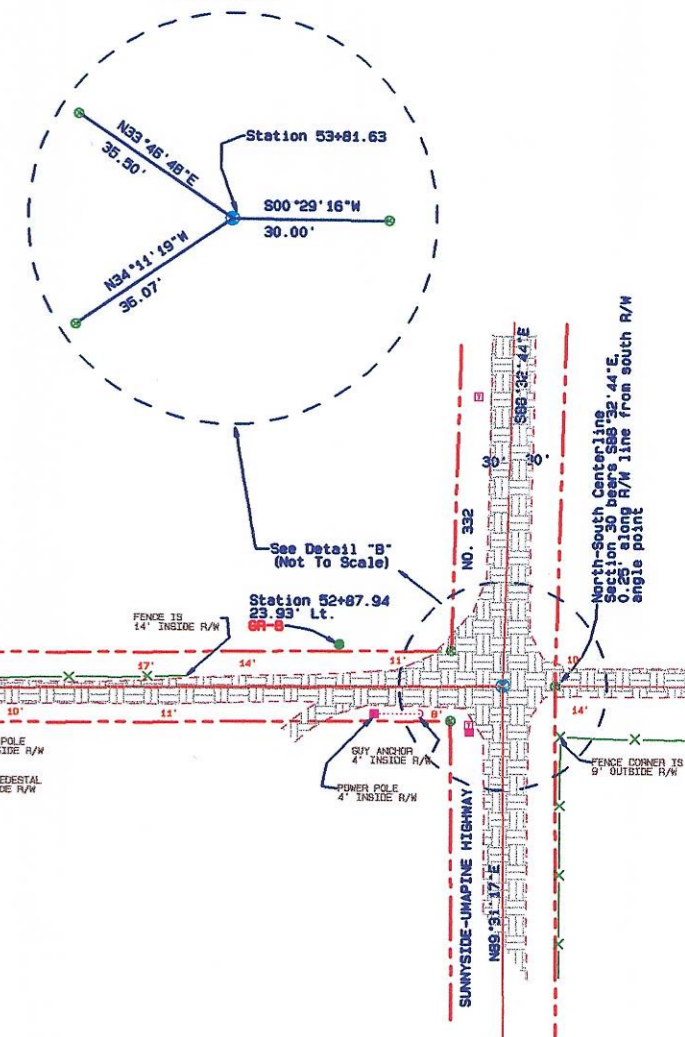 N33°46'48"E
35.50'
Station 53+81.63
S00°29'16"W
30.00'
N34°11'19"W
36.07'
S88°32'44"E
30'
30'
NO. 332
North-South Centerline
Section 30 bears S88°32'44"E,
0.25' along R/W line from south R/W
angle point
See Detail "B"
(Not To Scale)
Station 52+87.94
23.93' Lt.
GR-8
FENCE IS
14' INSIDE R/W
17'
14'
11'
10'
11'
8'
14'
POLE
SIDE R/W
EDESTAL
DE R/W
GUY ANCHOR
4' INSIDE R/W
POWER POLE
4' INSIDE R/W
FENCE CORNER IS
9' OUTSIDE R/W
SUNNYSIDE-UMAPINE HIGHWAY
N89°31'17"E